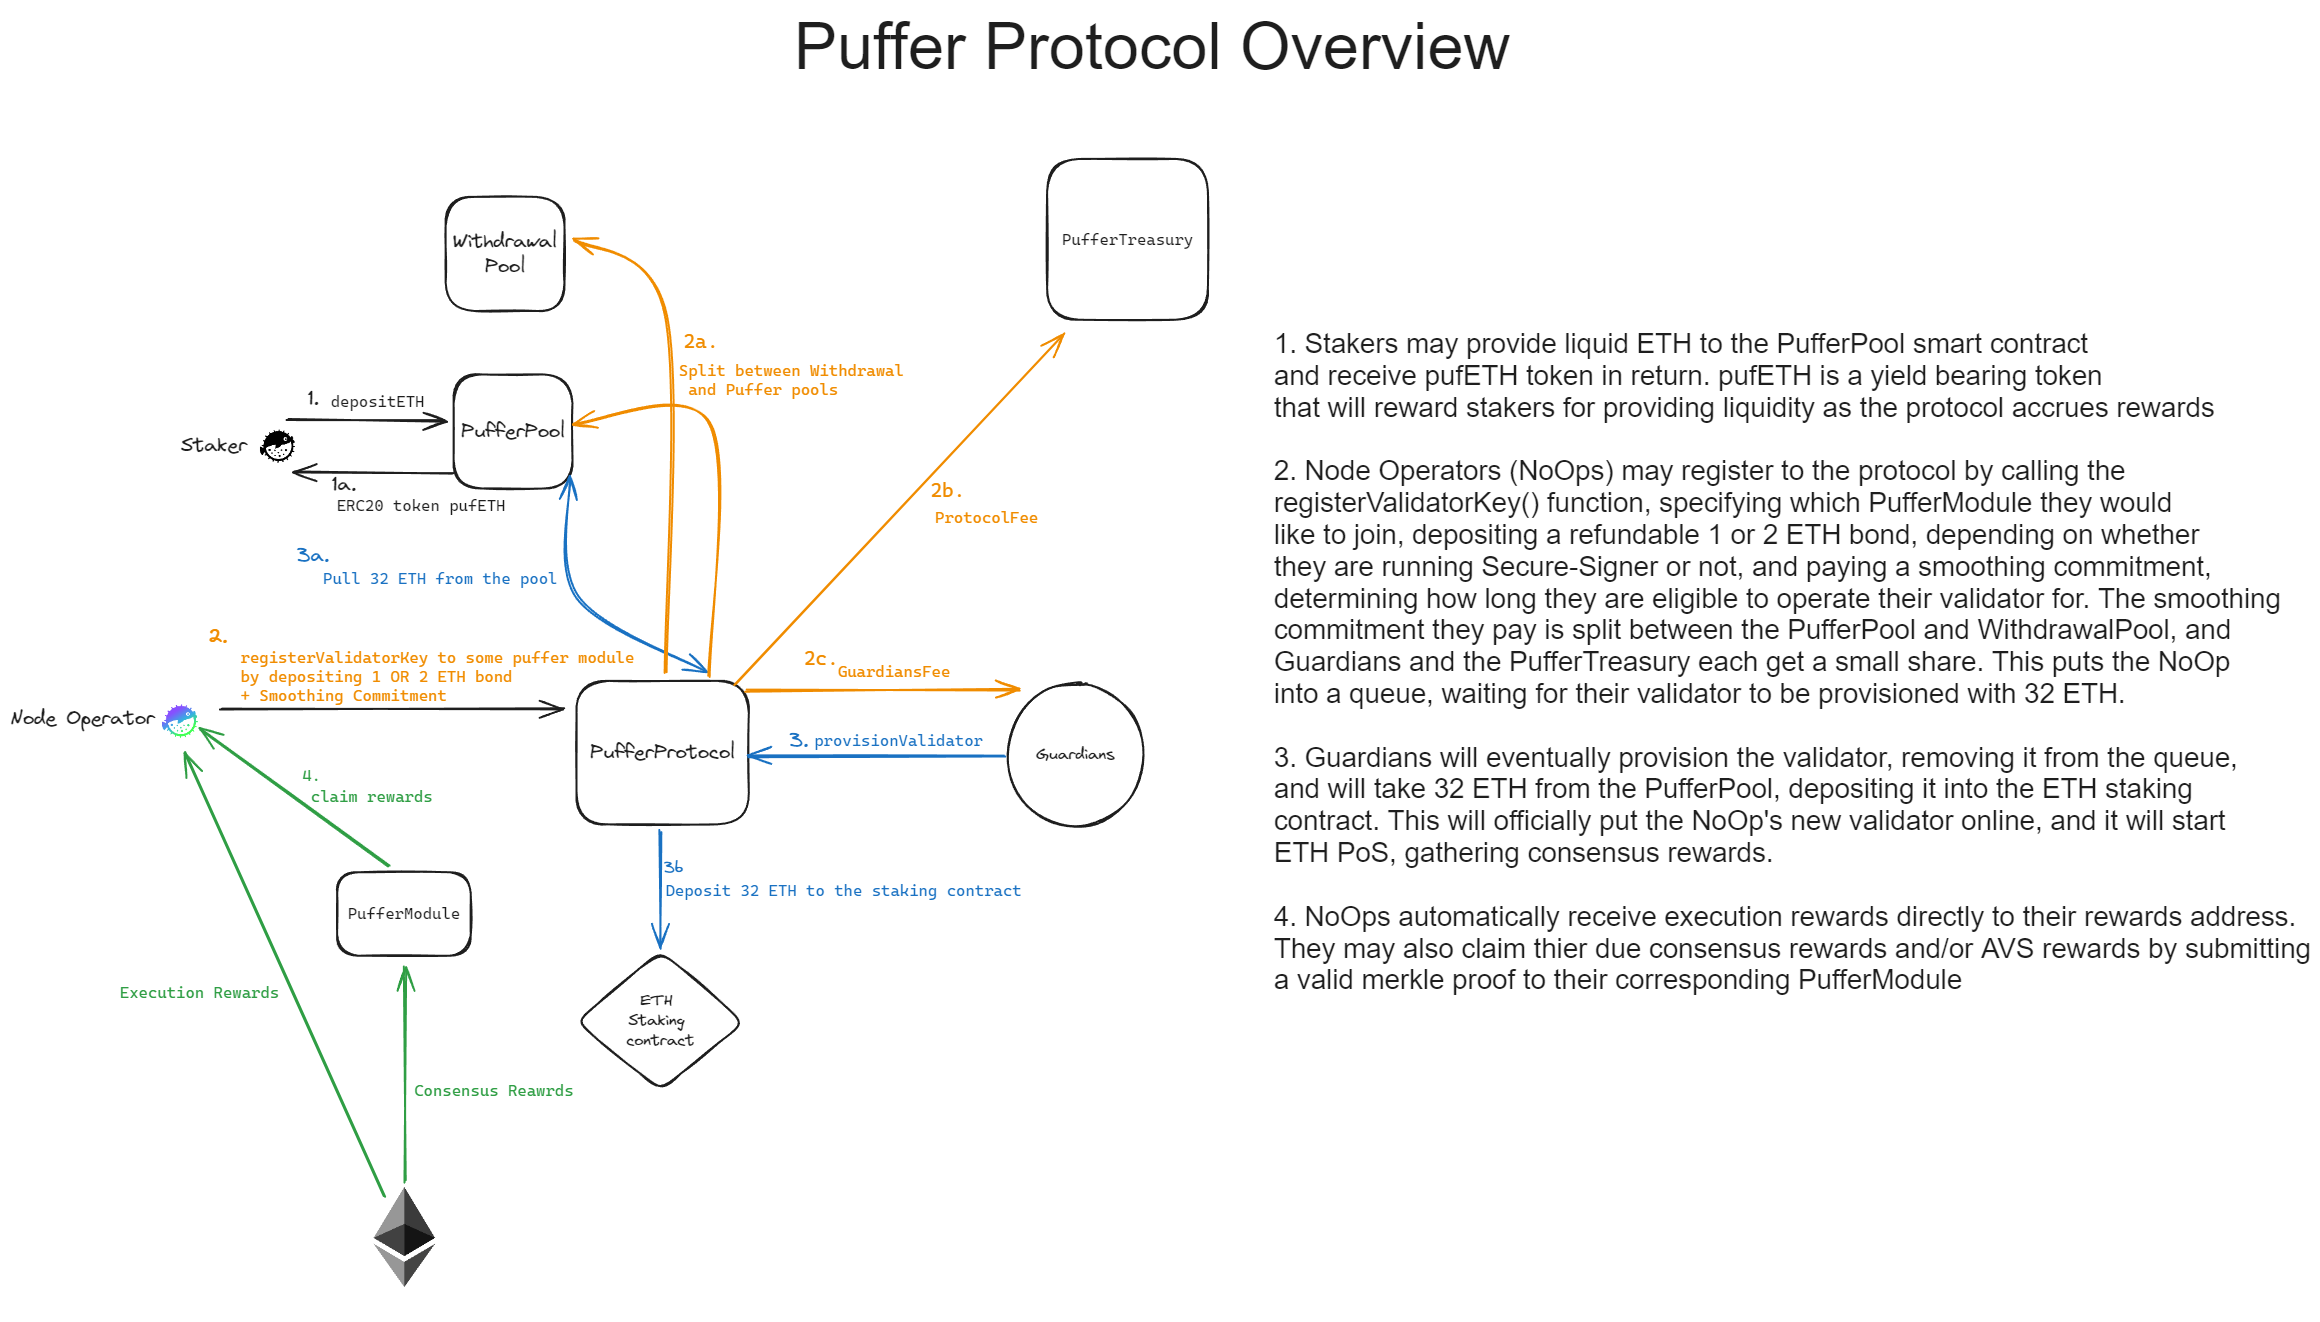 Puffer Protocol Overview
Withdrawal
Pool
PufferTreasury
2a.
Split between Withdrawal
and Puffer pools
1. depositETH
Staker
PufferPool
1a.
ERC20 token pufETH
2b.
ProtocolFee
3a.
Pull 32 ETH from the pool
2.
registerValidatorKey to some puffer module
by depositing 1 OR 2 ETH bond
+ Smoothing Commitment
2c. GuardiansFee
Node Operator
PufferProtocol
3. provisionValidator
Guardians
4.
claim rewards
3b
Deposit 32 ETH to the staking contract
PufferModule
Execution Rewards
ETH
Staking
contract
Consensus Reawrds
1. Stakers may provide liquid ETH to the PufferPool smart contract
and receive pufETH token in return. pufETH is a yield bearing token
that will reward stakers for providing liquidity as the protocol accrues rewards
2. Node Operators (NoOps) may register to the protocol by calling the
registerValidatorKey() function, specifying which PufferModule they would
like to join, depositing a refundable 1 or 2 ETH bond, depending on whether
they are running Secure-Signer or not, and paying a smoothing commitment,
determining how long they are eligible to operate their validator for. The smoothing
commitment they pay is split between the PufferPool and WithdrawalPool, and
Guardians and the PufferTreasury each get a small share. This puts the NoOp
into a queue, waiting for their validator to be provisioned with 32 ETH.
3. Guardians will eventually provision the validator, removing it from the queue,
and will take 32 ETH from the PufferPool, depositing it into the ETH staking
contract. This will officially put the NoOp's new validator online, and it will start
ETH PoS, gathering consensus rewards.
4. NoOps automatically receive execution rewards directly to their rewards address.
They may also claim thier due consensus rewards and/or AVS rewards by submitting
a valid merkle proof to their corresponding PufferModule